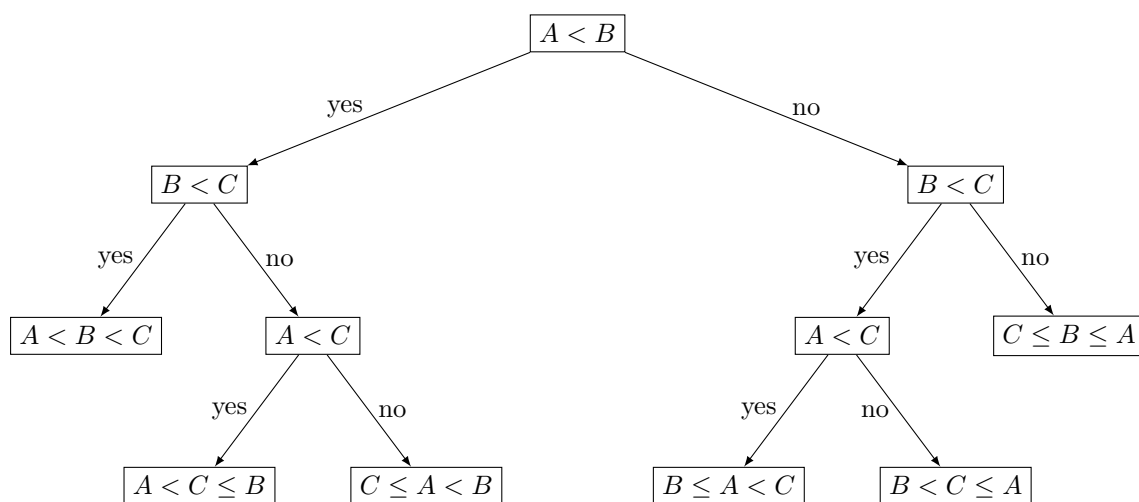 A < B
yes
no
B < C
B < C
yes
no
yes
no
A < B < C
A < C
A < C
C ≤ B ≤ A
yes
no
yes
no
A < C ≤ B
C ≤ A < B
B ≤ A < C
B < C ≤ A